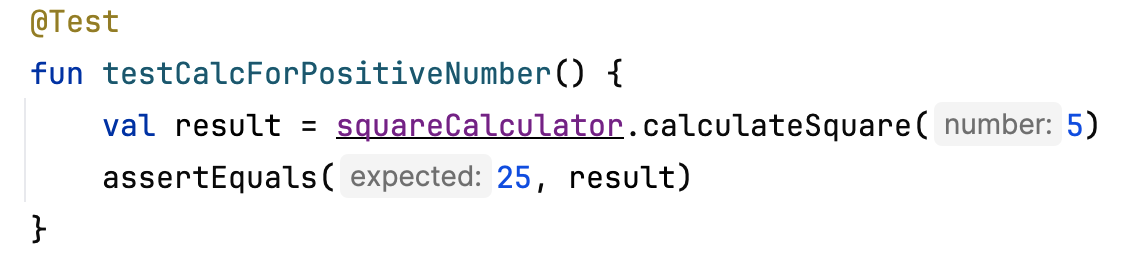 @Test
fun testCalcForPositiveNumber() {
val result = squareCalculator.calculateSquare( number: 5)
assertEquals( expected: 25, result)
}